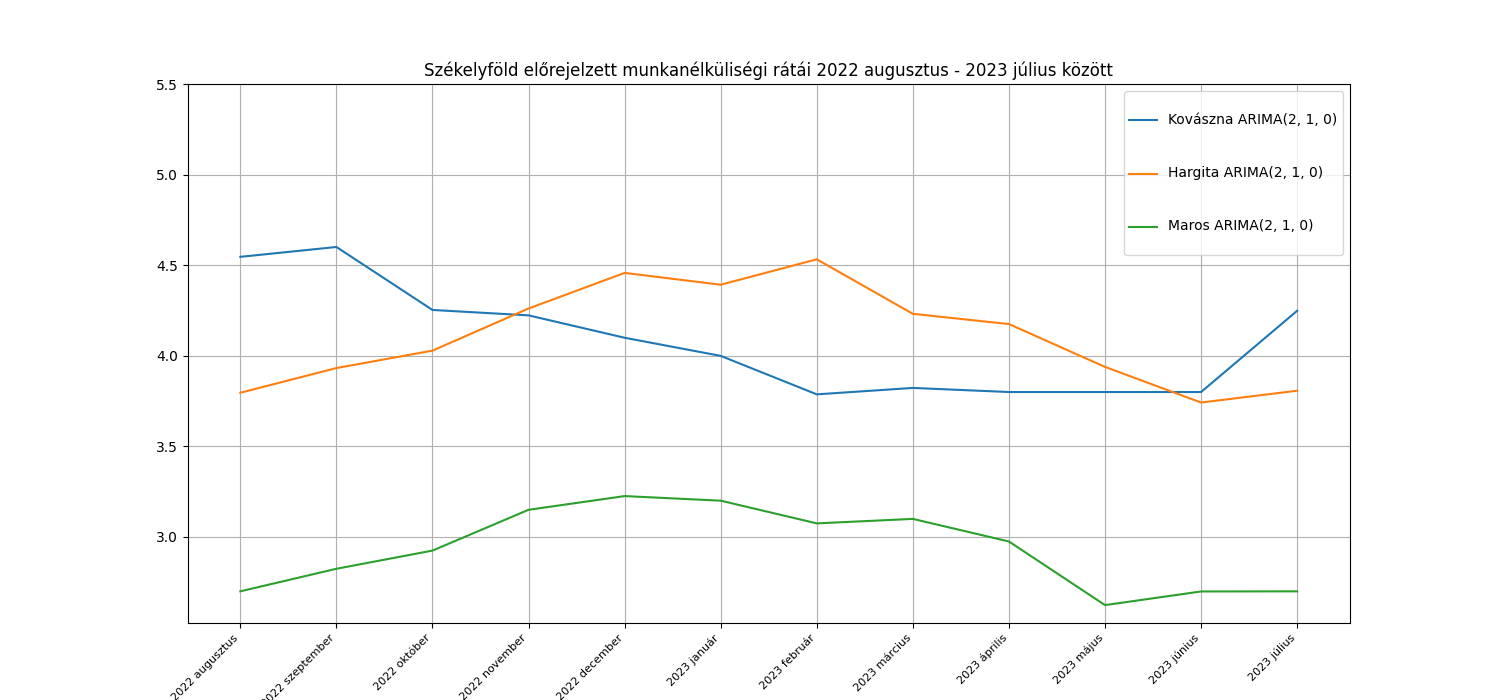 Székelyföld előrejelzett munkanélküliségi rátái 2022 augusztus - 2023 július között
5.5
5.0
4.5
4.0
3.5
3.0
Kovászna ARIMA(2, 1, 0)
Hargita ARIMA(2, 1, 0)
Maros ARIMA(2, 1, 0)
2022 augusztus
2022 szeptember
2022 október
2022 november
2022 december
2023 január
2023 február
2023 március
2023 április
2023 május
2023 június
2023 július